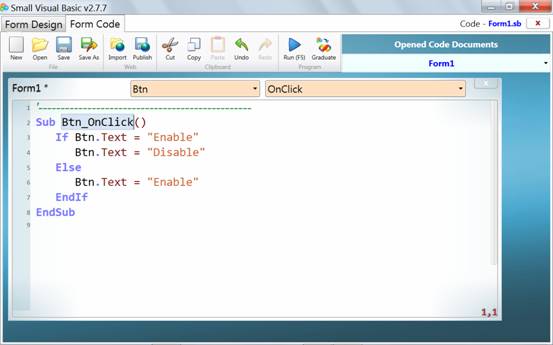 Small Visual Basic v2.7.7
Form Design
Form Code
Code - Form1.sb
x
New
Open
Save
Save As
Import
Publish
Cut
Copy
Paste
Undo
Redo
Run (F5)
Graduate
File
Web
Clipboard
Program
Opened Code Documents
Form1
Form1 *
Btn
OnClick
1 '------------------------------------------------
2 Sub Btn_OnClick()
3 If Btn.Text = "Enable"
4 Btn.Text = "Disable"
5 Else
6 Btn.Text = "Enable"
7 EndIf
8 EndSub
9
1,1